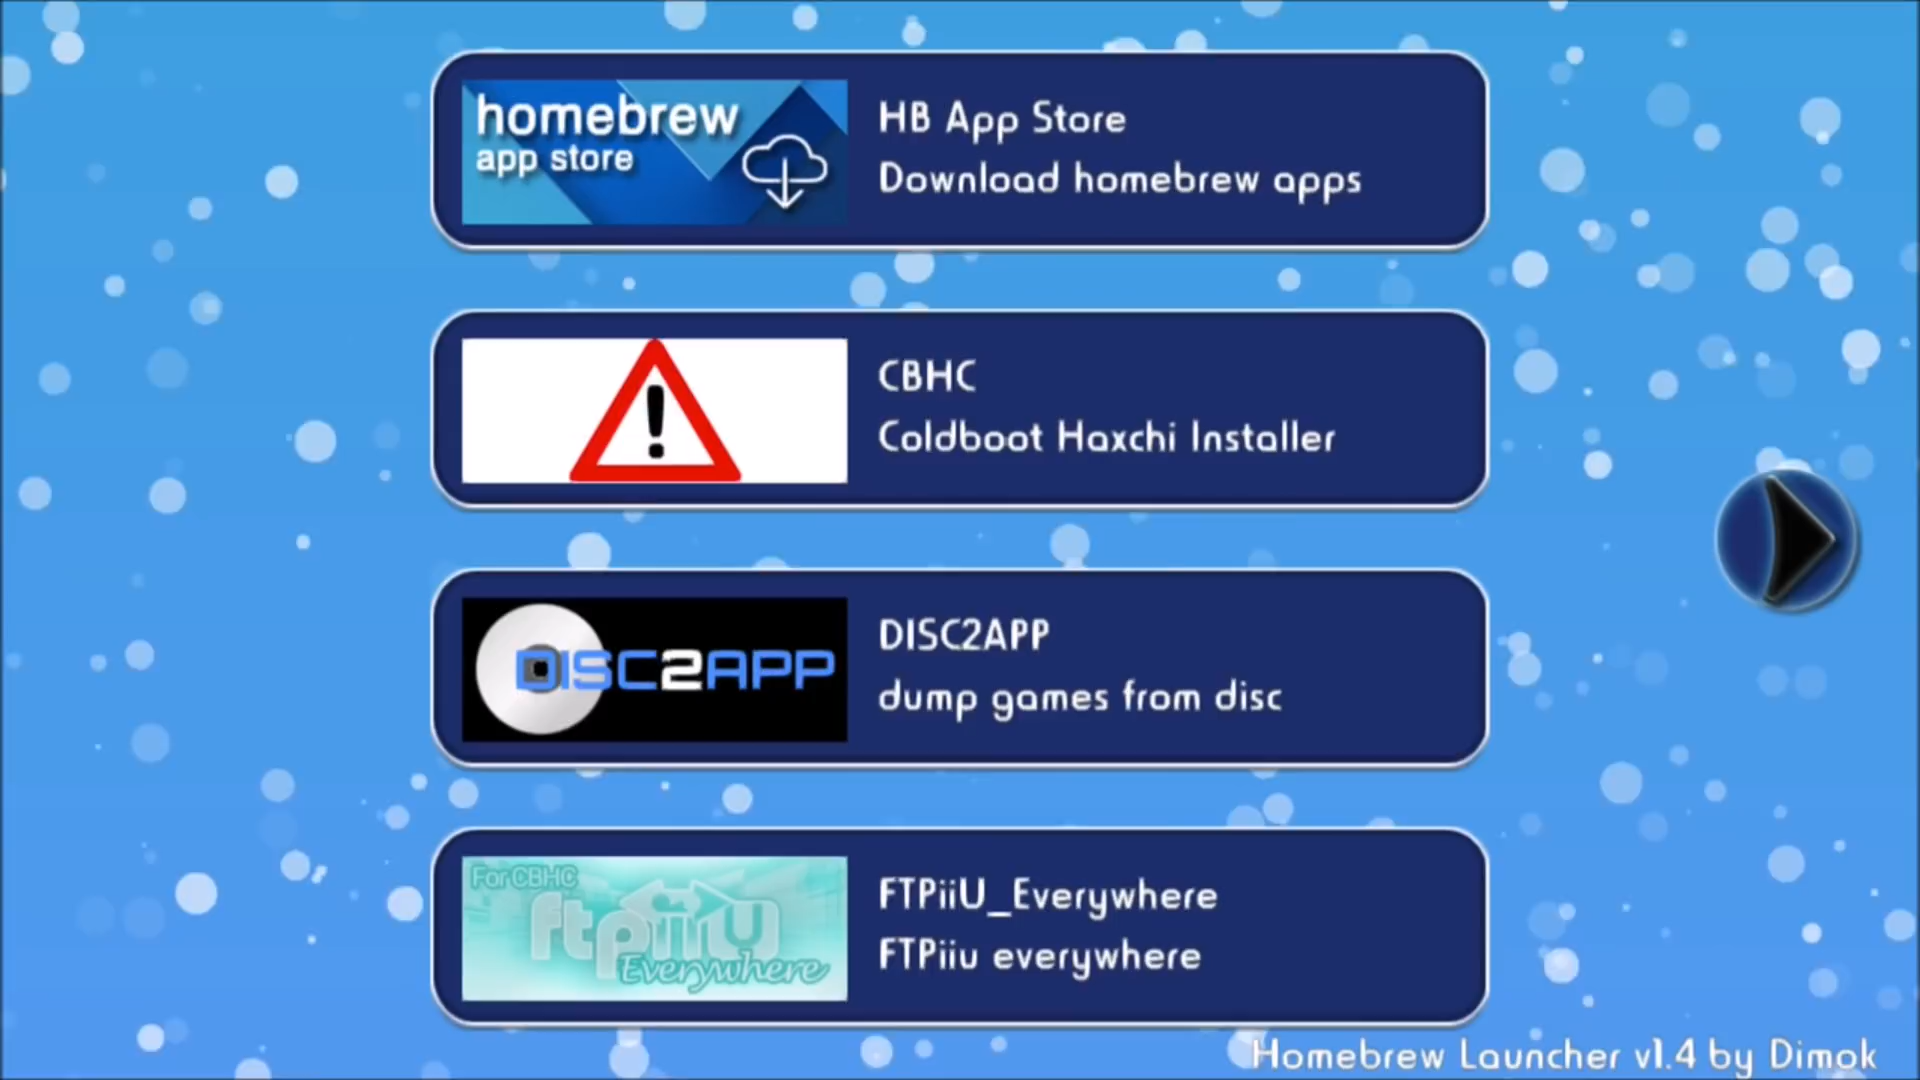 homebrew
app store
HB App Store
Download homebrew apps
!
CBHC
Coldboot Haxchi Installer
DISC2APP
DISC2APP
dump games from disc
For CBHC
ftpiiU
Everywhere
FTPiiU_Everywhere
FTPiiu everywhere
Homebrew Launcher v1.4 by Dimok